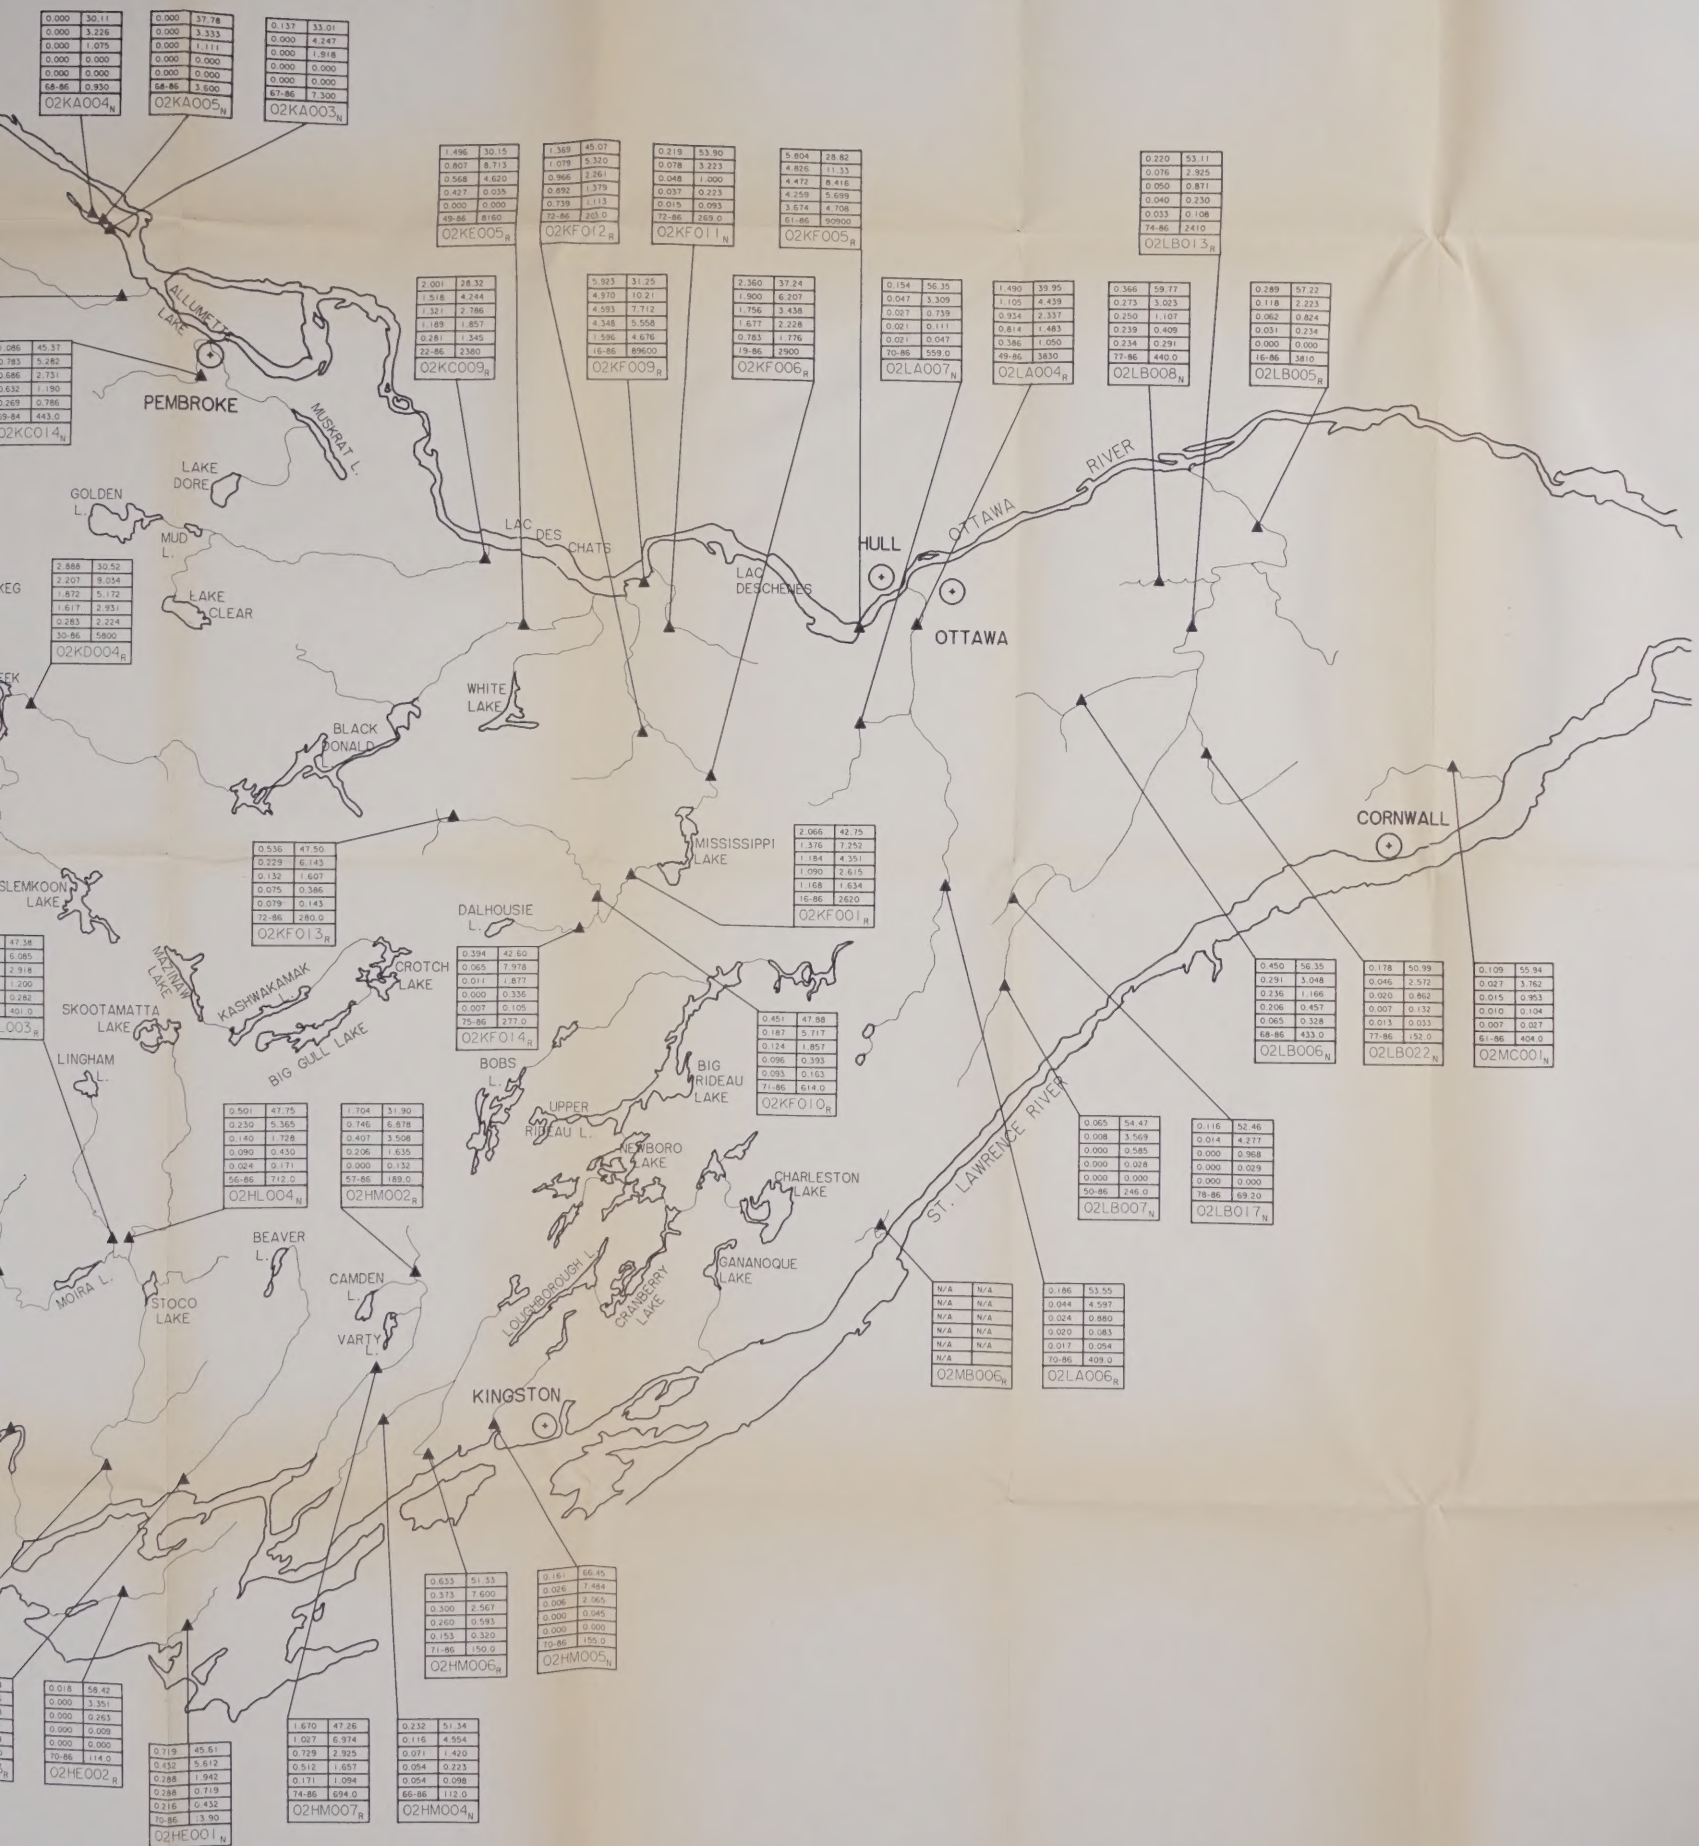 0.000 30.11
0.000 3.226
0.000 1.075
0.000 0.000
0.000 0.000
68-86 0.930
02KA004N
0.000 37.78
0.000 3.333
0.000 1.111
0.000 0.000
0.000 0.000
68-86 3.600
02KA005N
0.137 33.01
0.000 4.247
0.000 1.918
0.000 0.000
0.000 0.000
67-86 7.300
02KA003N
1.496 30.15
0.807 8.713
0.568 4.620
0.427 0.035
0.000 0.000
49-86 8160
02KE005R
1.369 45.07
1.079 5.320
0.966 2.261
0.892 1.379
0.739 1.113
72-86 203.0
02KF012R
0.219 53.90
0.078 3.223
0.048 1.000
0.037 0.223
0.015 0.093
72-86 269.0
02KF011N
5.804 28.82
4.826 11.33
4.472 8.416
4.259 5.699
3.674 4.708
61-86 90900
02KF005R
0.220 53.11
0.076 2.925
0.050 0.871
0.040 0.230
0.033 0.108
74-86 2410
02LB013R
2.001 28.32
1.518 4.244
1.321 2.786
1.189 1.857
0.281 1.345
22-86 2380
02KC009R
5.923 31.25
4.970 10.21
4.593 7.712
4.348 5.558
1.596 4.676
16-86 89600
02KF009R
2.360 37.24
1.900 6.207
1.756 3.438
1.677 2.228
0.783 1.776
19-86 2900
02KF006R
0.154 56.35
0.047 3.309
0.027 0.739
0.021 0.111
0.021 0.047
70-86 559.0
02LA007N
1.490 39.95
1.105 4.439
0.934 2.337
0.814 1.483
0.386 1.050
49-86 3830
02LA004R
0.366 59.77
0.273 3.023
0.250 1.107
0.239 0.409
0.234 0.291
77-86 440.0
02LB008N
0.289 57.22
0.118 2.223
0.062 0.824
0.031 0.234
0.000 0.000
16-86 3810
02LB005R
ALLUMETTE
LAKE
1.086 45.37
0.783 5.282
0.686 2.731
0.632 1.190
0.269 0.786
69-84 443.0
02KC014N
PEMBROKE
MUSKRAT L.
LAKE
DORE
GOLDEN
L.
MUD
L.
LAC
DES
CHATS
HULL
OTTAWA
RIVER
LAC
DESCHENES
OTTAWA
2.888 30.52
2.207 9.034
1.872 5.172
1.617 2.931
0.283 2.224
30-86 5800
02KD004R
KEG
LAKE
CLEAR
EEK
WHITE
LAKE
BLACK
DONALD
L.
CORNWALL
0.536 47.50
0.229 6.143
0.132 1.607
0.075 0.386
0.079 0.143
72-86 280.0
02KF013R
MISSISSIPPI
LAKE
2.066 42.75
1.376 7.252
1.184 4.351
1.090 2.615
1.168 1.634
16-86 2620
02KF001R
SLEMKOON
LAKE
DALHOUSIE
L.
47.38
6.085
2.918
1.200
0.282
401.0
L003R
MAZINAW
LAKE
KASHWAKAMAK
L.
CROTCH
LAKE
SKOOTAMATTA
LAKE
BIG GULL LAKE
LINGHAM
L.
0.394 42.60
0.065 7.978
0.011 1.877
0.000 0.336
0.007 0.105
75-86 277.0
02KF014R
0.451 47.88
0.187 5.717
0.124 1.857
0.096 0.393
0.093 0.163
71-86 614.0
02KF010R
0.450 56.35
0.291 3.048
0.236 1.166
0.206 0.457
0.065 0.328
68-86 433.0
02LB006N
0.178 50.99
0.046 2.572
0.020 0.862
0.007 0.132
0.013 0.033
77-86 152.0
02LB022N
0.109 55.94
0.027 3.762
0.015 0.953
0.010 0.104
0.007 0.027
61-86 404.0
02MC001N
BOBS
L.
BIG
RIDEAU
LAKE
UPPER
RIDEAU L.
NEWBORO
LAKE
CHARLESTON
LAKE
0.501 47.75
0.230 5.365
0.140 1.728
0.090 0.430
0.024 0.171
56-86 712.0
02HL004N
1.704 31.90
0.746 6.878
0.407 3.508
0.206 1.635
0.000 0.132
57-86 189.0
02HM002R
0.065 54.47
0.008 3.569
0.000 0.585
0.000 0.028
0.000 0.000
50-86 246.0
02LB007N
0.116 52.46
0.014 4.277
0.000 0.968
0.000 0.029
0.000 0.000
78-86 69.20
02LB017N
ST. LAWRENCE RIVER
MOIRA L.
STOCO
LAKE
BEAVER
L.
CAMDEN
L.
VARTY
L.
LOUGHBOROUGH L.
CRANBERRY
LAKE
GANANOQUE
LAKE
N/A N/A
N/A N/A
N/A N/A
N/A N/A
N/A N/A
N/A
02MB006R
0.186 53.55
0.044 4.597
0.024 0.880
0.020 0.083
0.017 0.054
70-86 409.0
02LA006R
KINGSTON
0.633 51.33
0.373 7.600
0.300 2.567
0.260 0.593
0.153 0.320
71-86 150.0
02HM006R
0.161 66.45
0.026 7.484
0.006 2.065
0.000 0.045
0.000 0.000
70-86 155.0
02HM005N
0.018 58.42
0.000 3.351
0.000 0.263
0.000 0.009
0.000 0.000
70-86 114.0
02HE002R
0.719 45.61
0.432 5.612
0.288 1.942
0.288 0.719
0.216 0.432
70-86 13.90
02HE001N
1.670 47.26
1.027 6.974
0.729 2.925
0.512 1.657
0.171 1.094
74-86 694.0
02HM007R
0.232 51.34
0.116 4.554
0.071 1.420
0.054 0.223
0.054 0.098
66-86 112.0
02HM004N